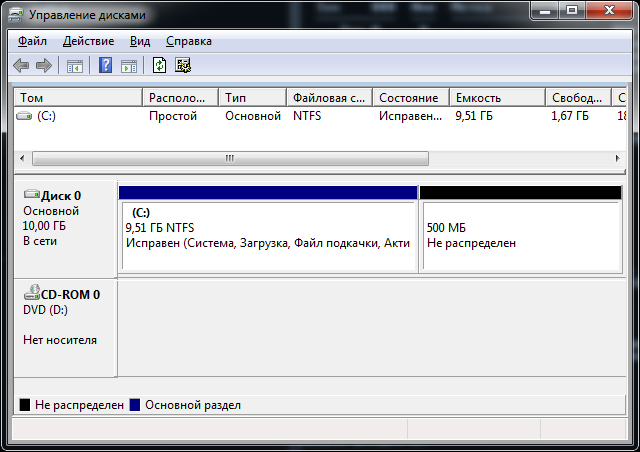 Управление дисками
Файл Действие Вид Справка
Том Располо... Тип Файловая с... Состояние Емкость Свобод...
(C:) Простой Основной NTFS Исправен... 9,51 ГБ 1,67 ГБ
Диск 0
Основной
10,00 ГБ
В сети
(C:)
9,51 ГБ NTFS
Исправен (Система, Загрузка, Файл подкачки, Акти
500 МБ
Не распределен
CD-ROM 0
DVD (D:)
Нет носителя
Не распределен Основной раздел